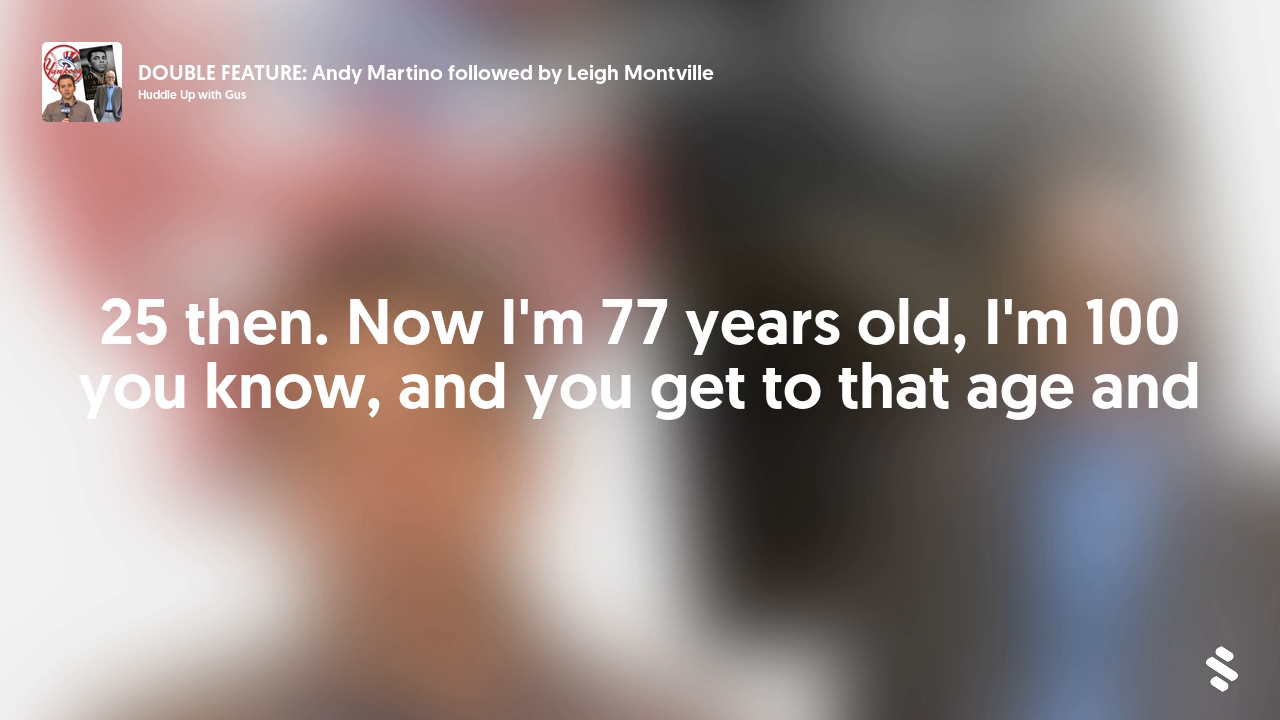 DOUBLE FEATURE: Andy Martino followed by Leigh Montville
Huddle Up with Gus
25 then. Now I'm 77 years old, I'm 100
you know, and you get to that age and